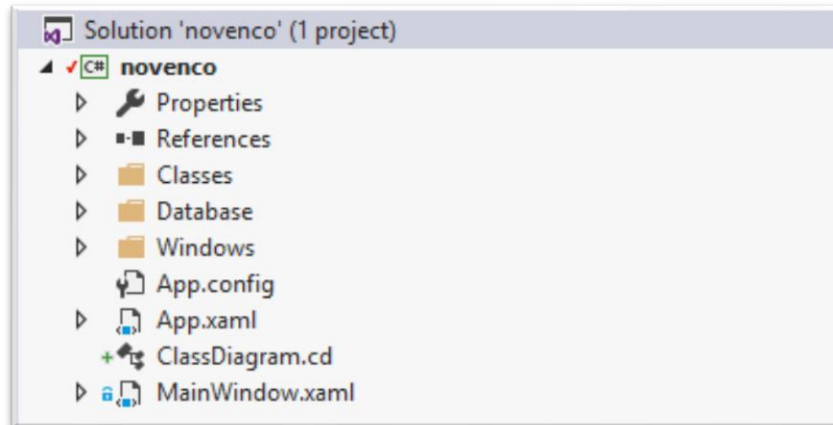 Solution 'novenco' (1 project)
C# novenco
Properties
References
Classes
Database
Windows
App.config
App.xaml
ClassDiagram.cd
MainWindow.xaml